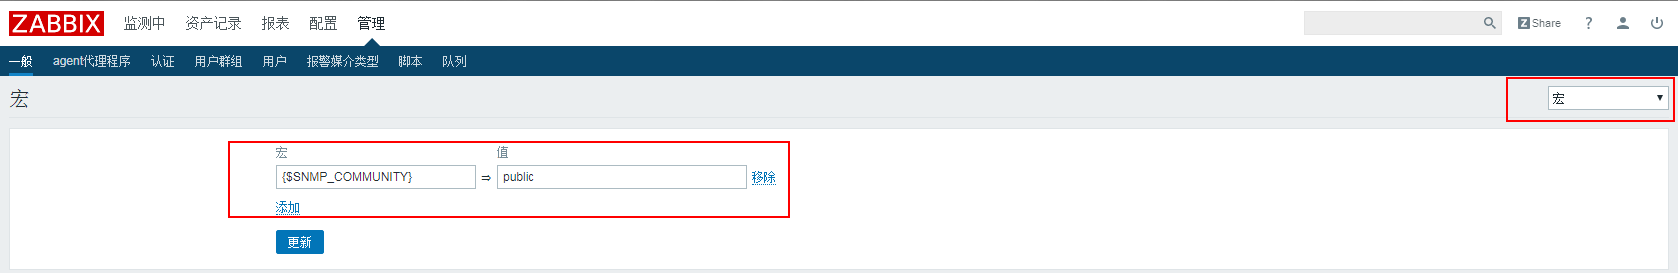 ZABBIX 监测中 资产记录 报表 配置 管理 Z Share ?
一般 agent代理程序 认证 用户群组 用户 报警媒介类型 脚本 队列
宏 宏
宏 值
{$SNMP_COMMUNITY} ⇒ public 移除
添加
更新